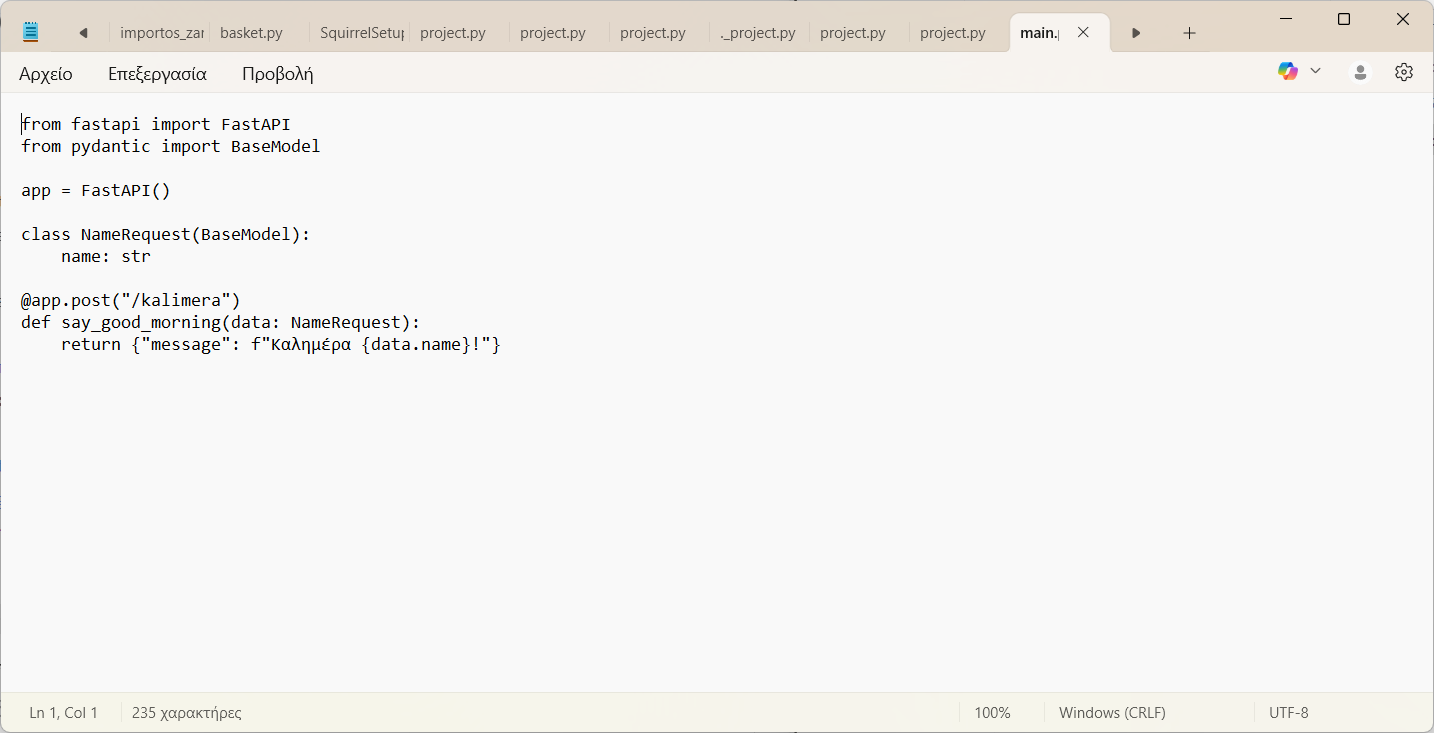 importos_zar basket.py SquirrelSetup project.py project.py project.py ._project.py project.py project.py main.p
Αρχείο Επεξεργασία Προβολή
from fastapi import FastAPI
from pydantic import BaseModel
app = FastAPI()
class NameRequest(BaseModel):
    name: str
@app.post("/kalimera")
def say_good_morning(data: NameRequest):
    return {"message": f"Καλημέρα {data.name}!"}
Ln 1, Col 1 235 χαρακτήρες 100% Windows (CRLF) UTF-8